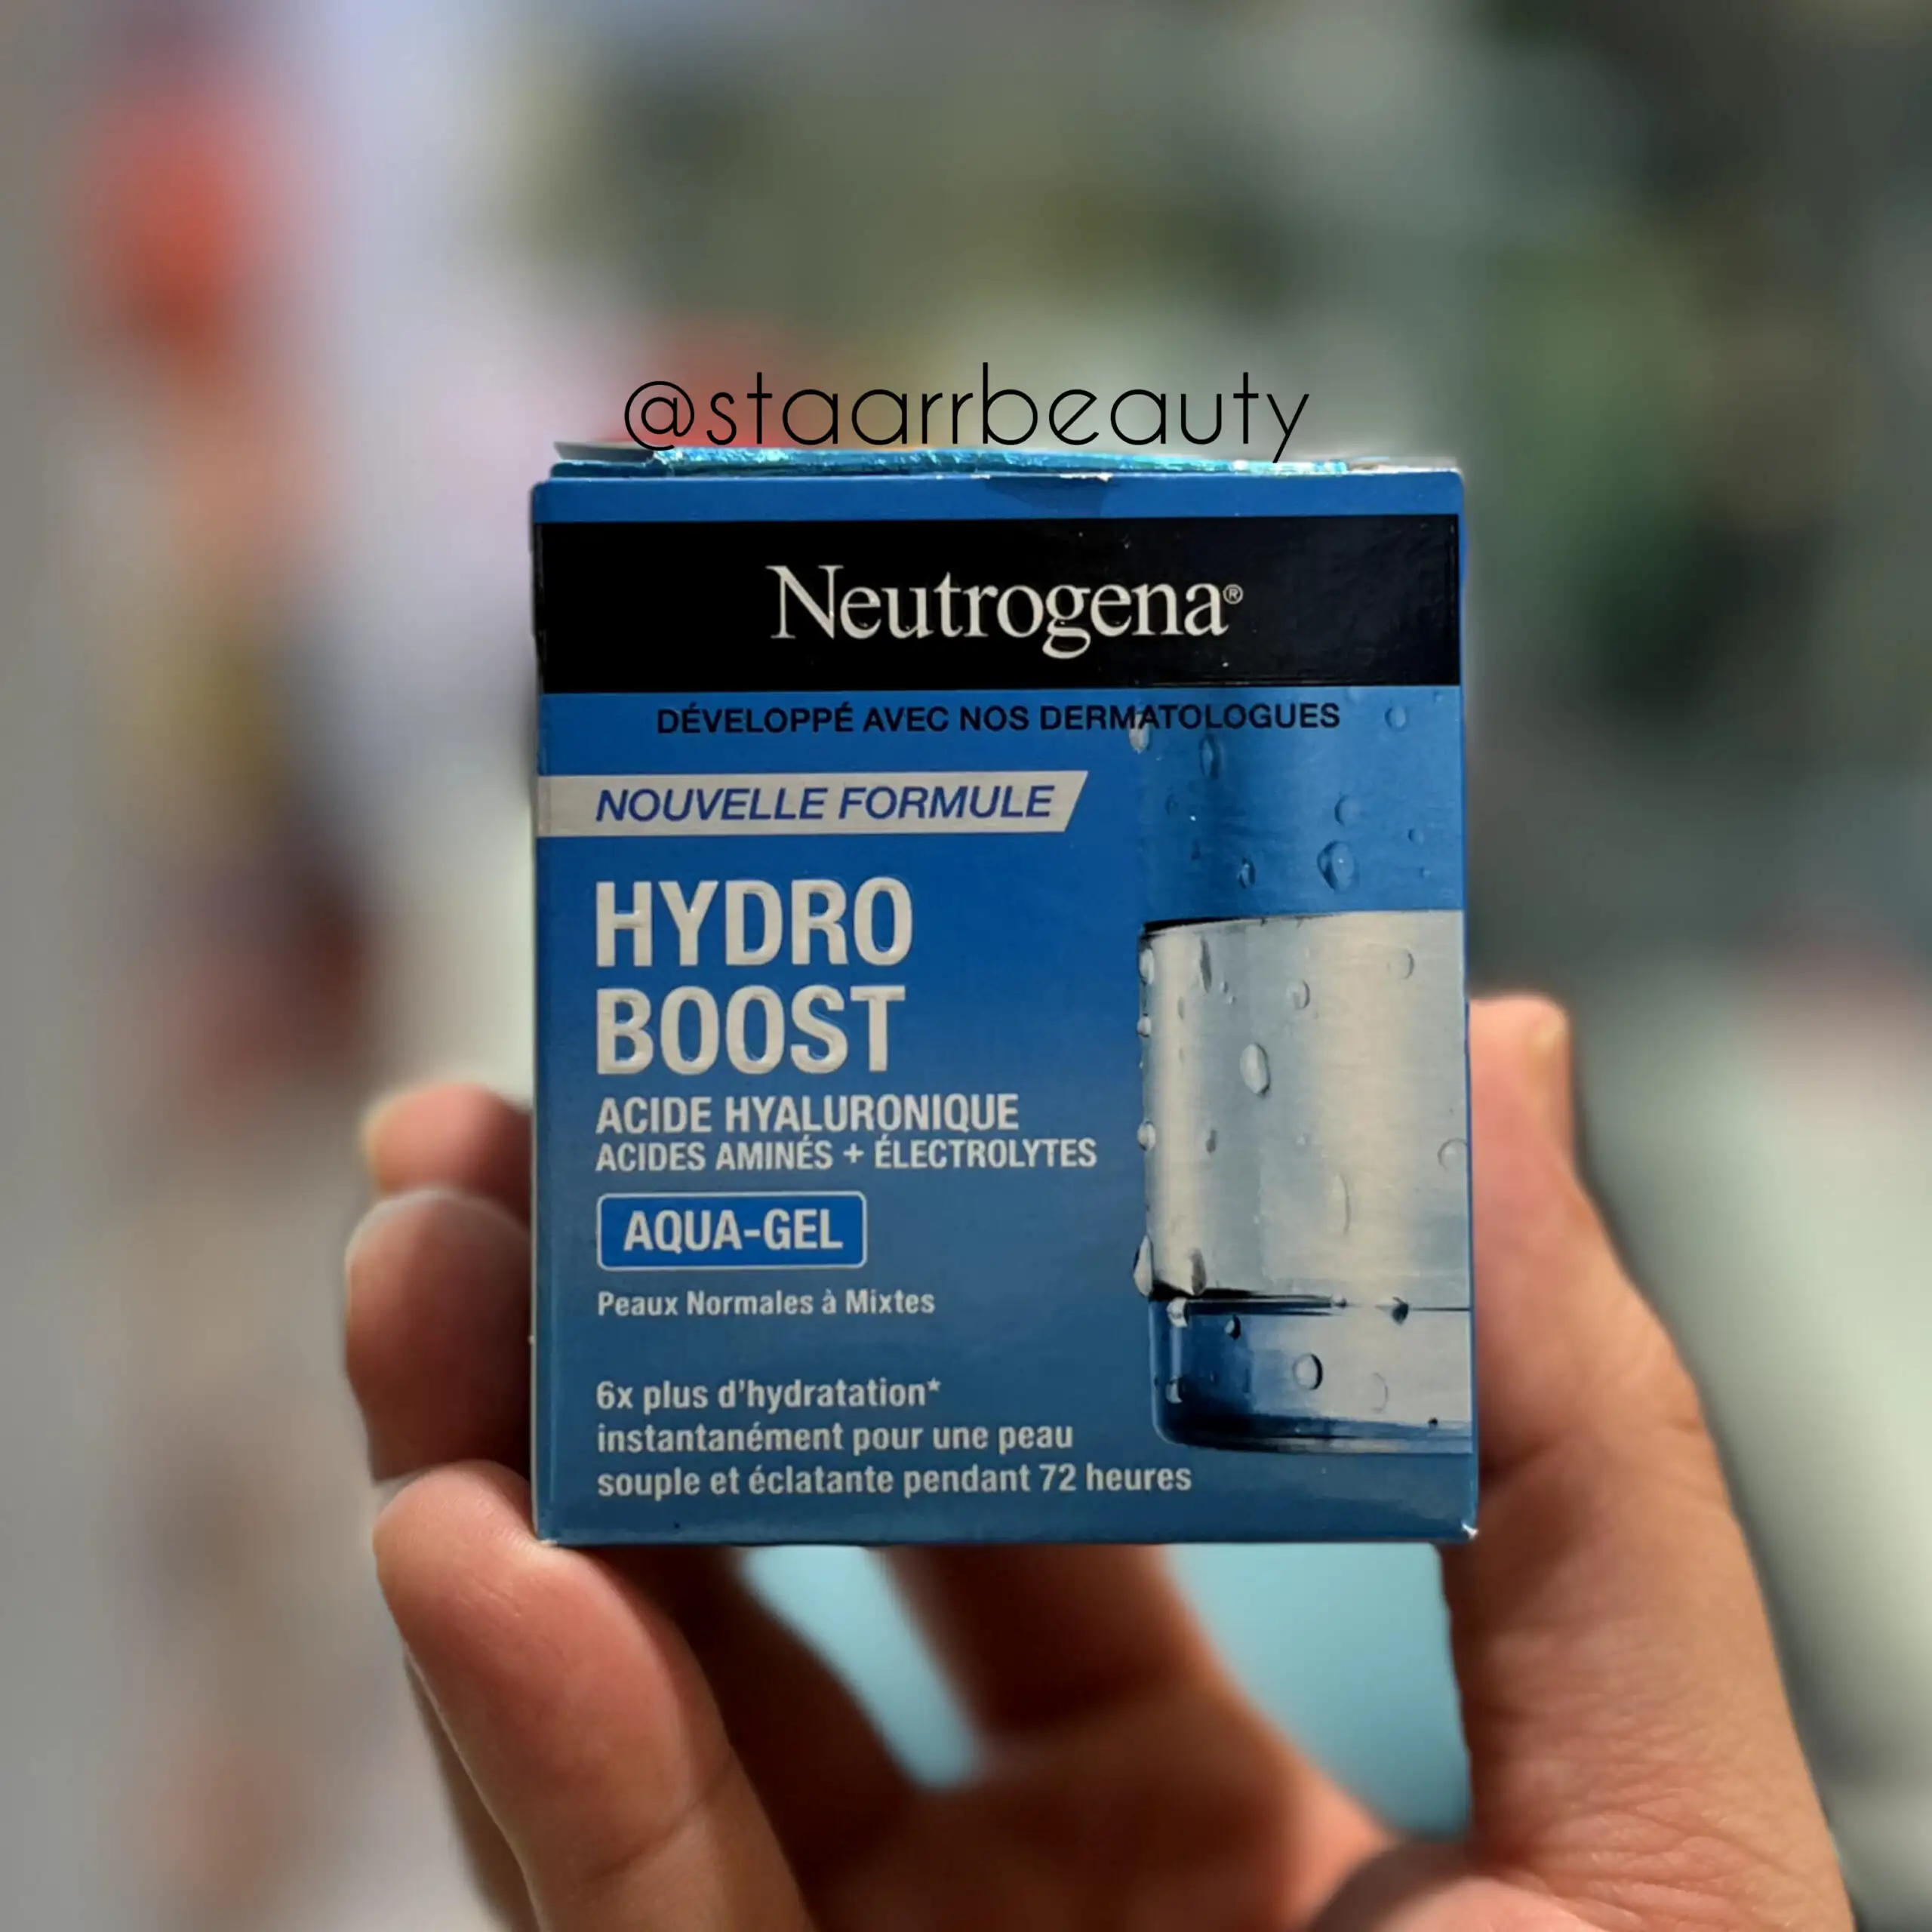 @staarrbeauty
Neutrogena®
DÉVELOPPÉ AVEC NOS DERMATOLOGUES
NOUVELLE FORMULE
HYDRO
BOOST
ACIDE HYALURONIQUE
ACIDES AMINÉS + ÉLECTROLYTES
AQUA-GEL
Peaux Normales à Mixtes
6x plus d'hydratation*
instantanément pour une peau
souple et éclatante pendant 72 heures